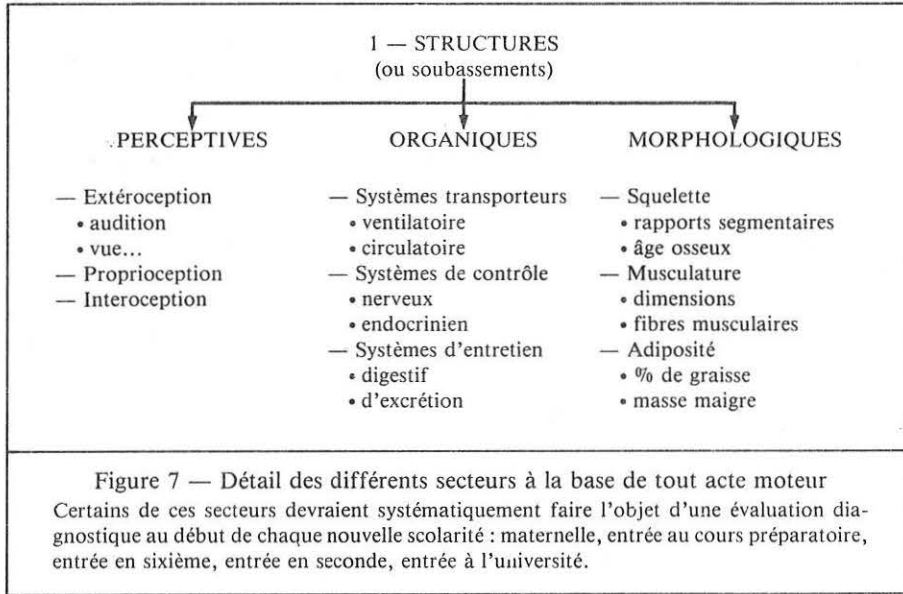 1 — STRUCTURES
(ou soubassements)
PERCEPTIVES
— Extéroception
• audition
• vue...
— Proprioception
— Interoception
ORGANIQUES
— Systèmes transporteurs
• ventilatoire
• circulatoire
— Systèmes de contrôle
• nerveux
• endocrinien
— Systèmes d'entretien
• digestif
• d'excrétion
MORPHOLOGIQUES
— Squelette
• rapports segmentaires
• âge osseux
— Musculature
• dimensions
• fibres musculaires
— Adiposité
• % de graisse
• masse maigre
Figure 7 — Détail des différents secteurs à la base de tout acte moteur
Certains de ces secteurs devraient systématiquement faire l'objet d'une évaluation dia-
gnostique au début de chaque nouvelle scolarité : maternelle, entrée au cours préparatoire,
entrée en sixième, entrée en seconde, entrée à l'université.